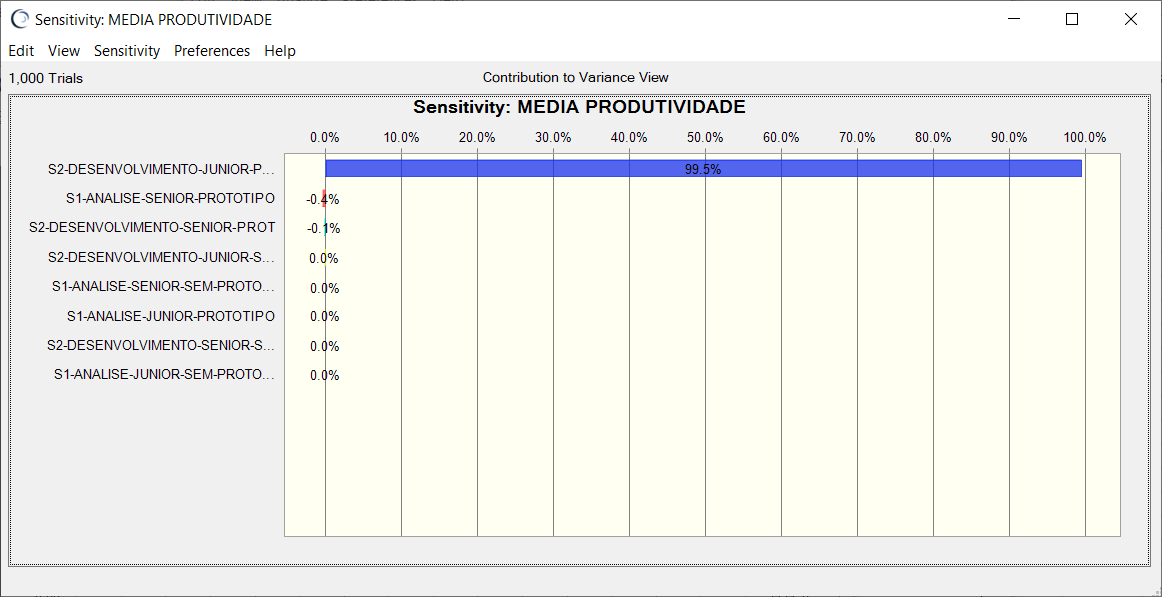 Sensitivity: MEDIA PRODUTIVIDADE
Edit View Sensitivity Preferences Help
1,000 Trials
Contribution to Variance View
Sensitivity: MEDIA PRODUTIVIDADE
0.0% 10.0% 20.0% 30.0% 40.0% 50.0% 60.0% 70.0% 80.0% 90.0% 100.0%
S2-DESENVOLVIMENTO-JUNIOR-P... 99.5%
S1-ANALISE-SENIOR-PROTOTIPO -0.4%
S2-DESENVOLVIMENTO-SENIOR-PROT -0.1%
S2-DESENVOLVIMENTO-JUNIOR-S... 0.0%
S1-ANALISE-SENIOR-SEM-PROTO... 0.0%
S1-ANALISE-JUNIOR-PROTOTIPO 0.0%
S2-DESENVOLVIMENTO-SENIOR-S... 0.0%
S1-ANALISE-JUNIOR-SEM-PROTO... 0.0%